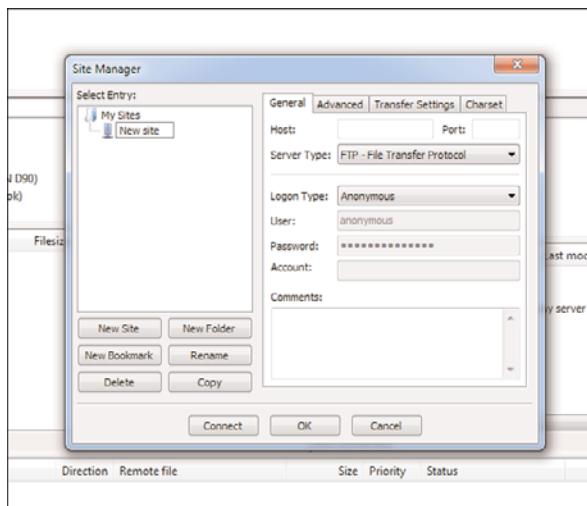 Site Manager
Select Entry:
My Sites
New site
General Advanced Transfer Settings Charset
Host: Port:
Server Type: FTP - File Transfer Protocol
Logon Type: Anonymous
User: anonymous
Password: ••••••••••••••
Account:
Comments:
New Site New Folder
New Bookmark Rename
Delete Copy
Connect OK Cancel
D90)
ok)
Filesiz
ast mod
y server
Direction Remote file Size Priority Status